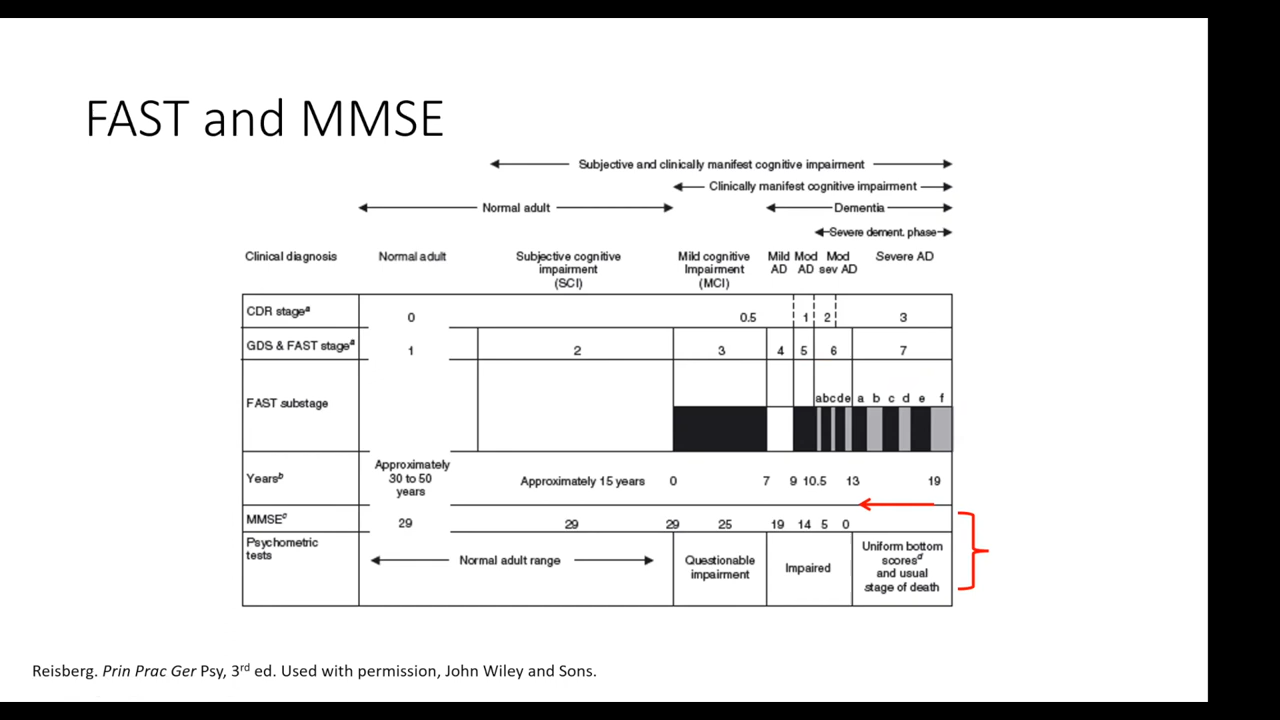 FAST and MMSE
Subjective and clinically manifest cognitive impairment
Clinically manifest cognitive impairment
Normal adult
Dementia
Severe dement. phase
Clinical diagnosis
Normal adult
Subjective cognitive
impairment
(SCI)
Mild cognitive
Impairment
(MCI)
Mild
AD
Mod
AD
Mod
sev AD
Severe AD
CDR stageᵃ
0
0.5
1
2
3
GDS & FAST stageᵃ
1
2
3
4
5
6
7
FAST substage
abcde
a b c d e f
Yearsᵇ
Approximately
30 to 50
years
Approximately 15 years
0
7
9
10.5
13
19
MMSEᶜ
29
29
29
25
19
14
5
0
Psychometric
tests
Normal adult range
Questionable
impairment
Impaired
Uniform bottom
scoresᵈ
and usual
stage of death
Reisberg. Prin Prac Ger Psy, 3rd ed. Used with permission, John Wiley and Sons.